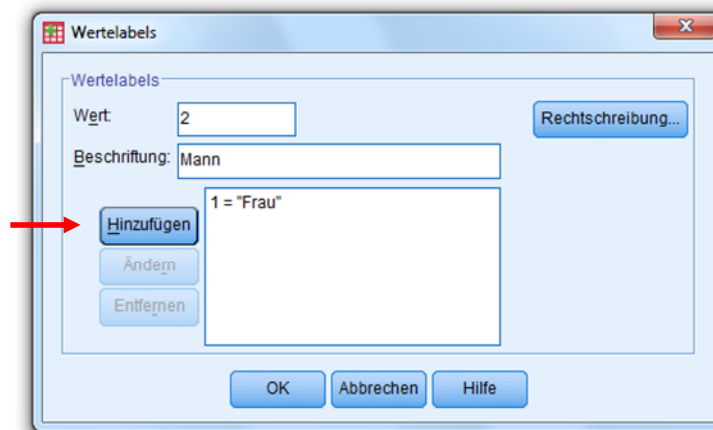 Wertelabels
Wertelabels
Wert: 2
Rechtschreibung...
Beschriftung: Mann
1 = "Frau"
Hinzufügen
Ändern
Entfernen
OK Abbrechen Hilfe